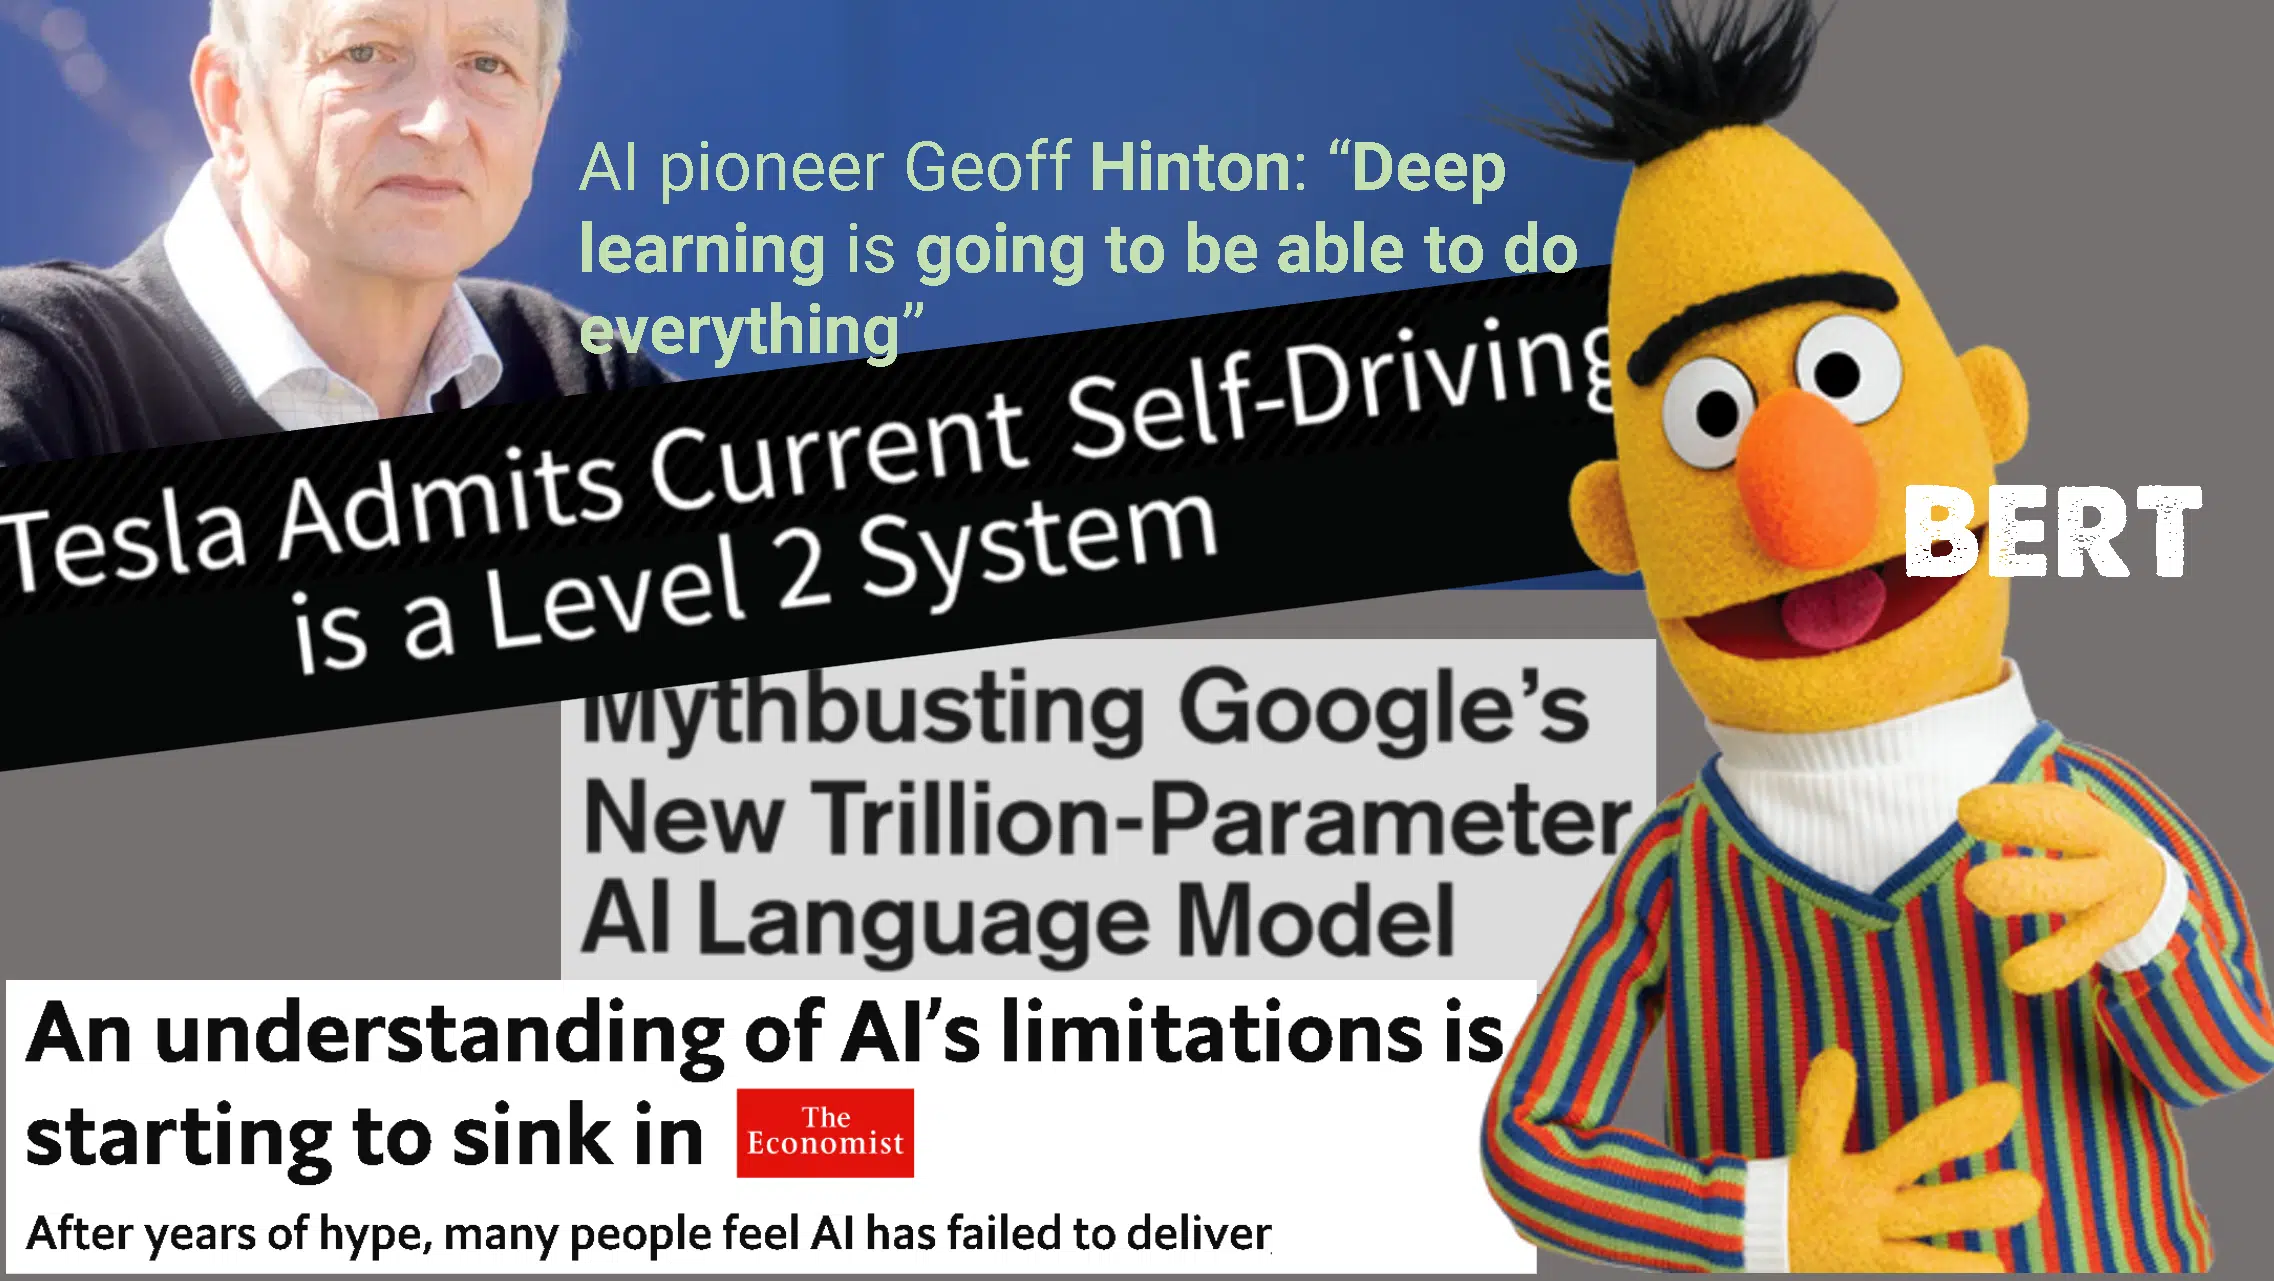 AI pioneer Geoff Hinton: “Deep
learning is going to be able to do
everything”
Tesla Admits Current Self-Driving
is a Level 2 System
BERT
Mythbusting Google’s
New Trillion-Parameter
AI Language Model
An understanding of AI’s limitations is
starting to sink in
The
Economist
After years of hype, many people feel AI has failed to deliver